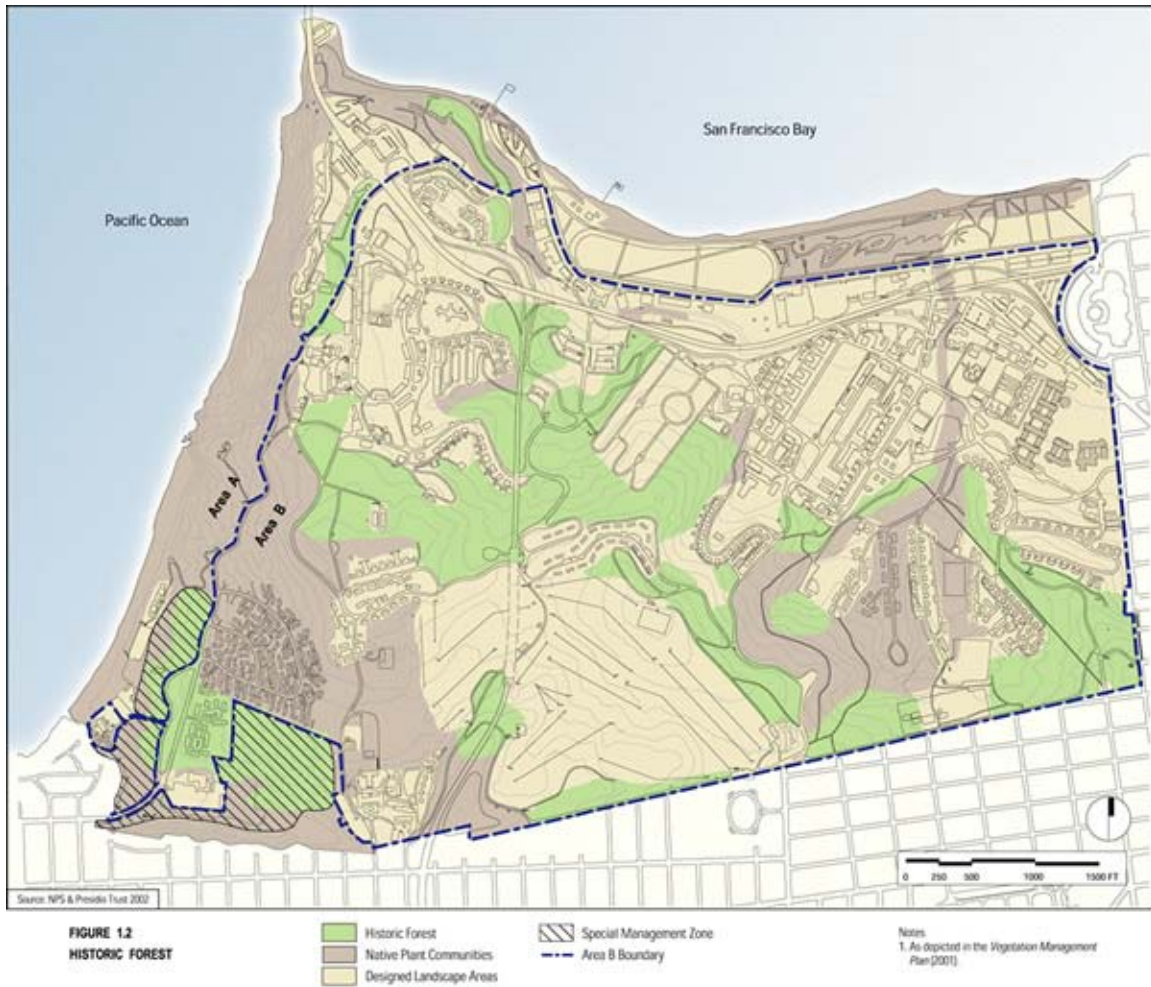 San Francisco Bay
Pacific Ocean
Area A
Area B
0 250 500 1000 1500 FT
Source: NPS & Presidio Trust 2002
FIGURE 1.2
HISTORIC FOREST
Historic Forest
Native Plant Communities
Designed Landscape Areas
Special Management Zone
Area B Boundary
Notes
1. As depicted in the Vegetation Management
Plan (2001).